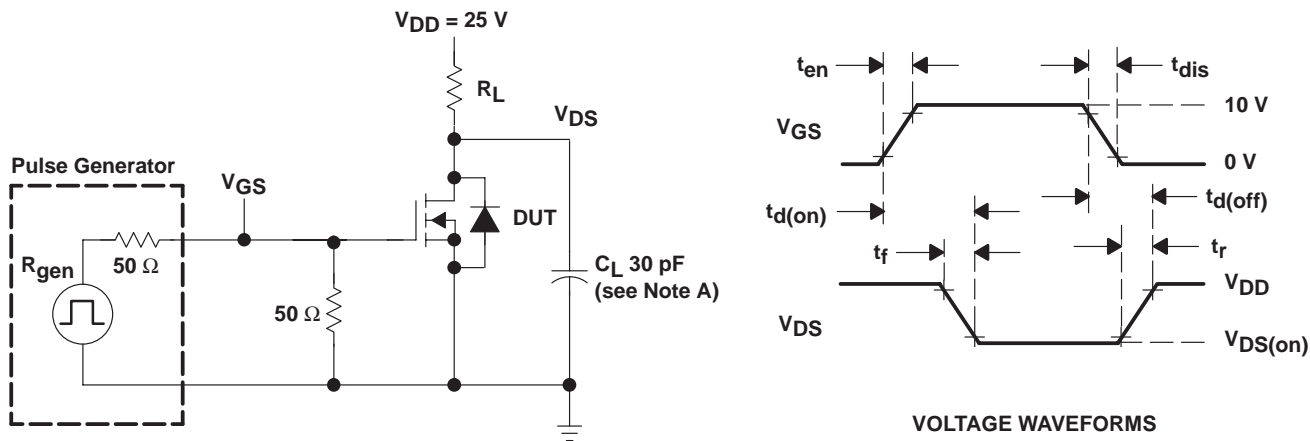 VDD = 25 V
RL
VDS
Pulse Generator
VGS
Rgen
50 Ω
DUT
50 Ω
CL 30 pF
(see Note A)
ten
tdis
10 V
VGS
0 V
td(on)
td(off)
tf
tr
VDD
VDS
VDS(on)
VOLTAGE WAVEFORMS